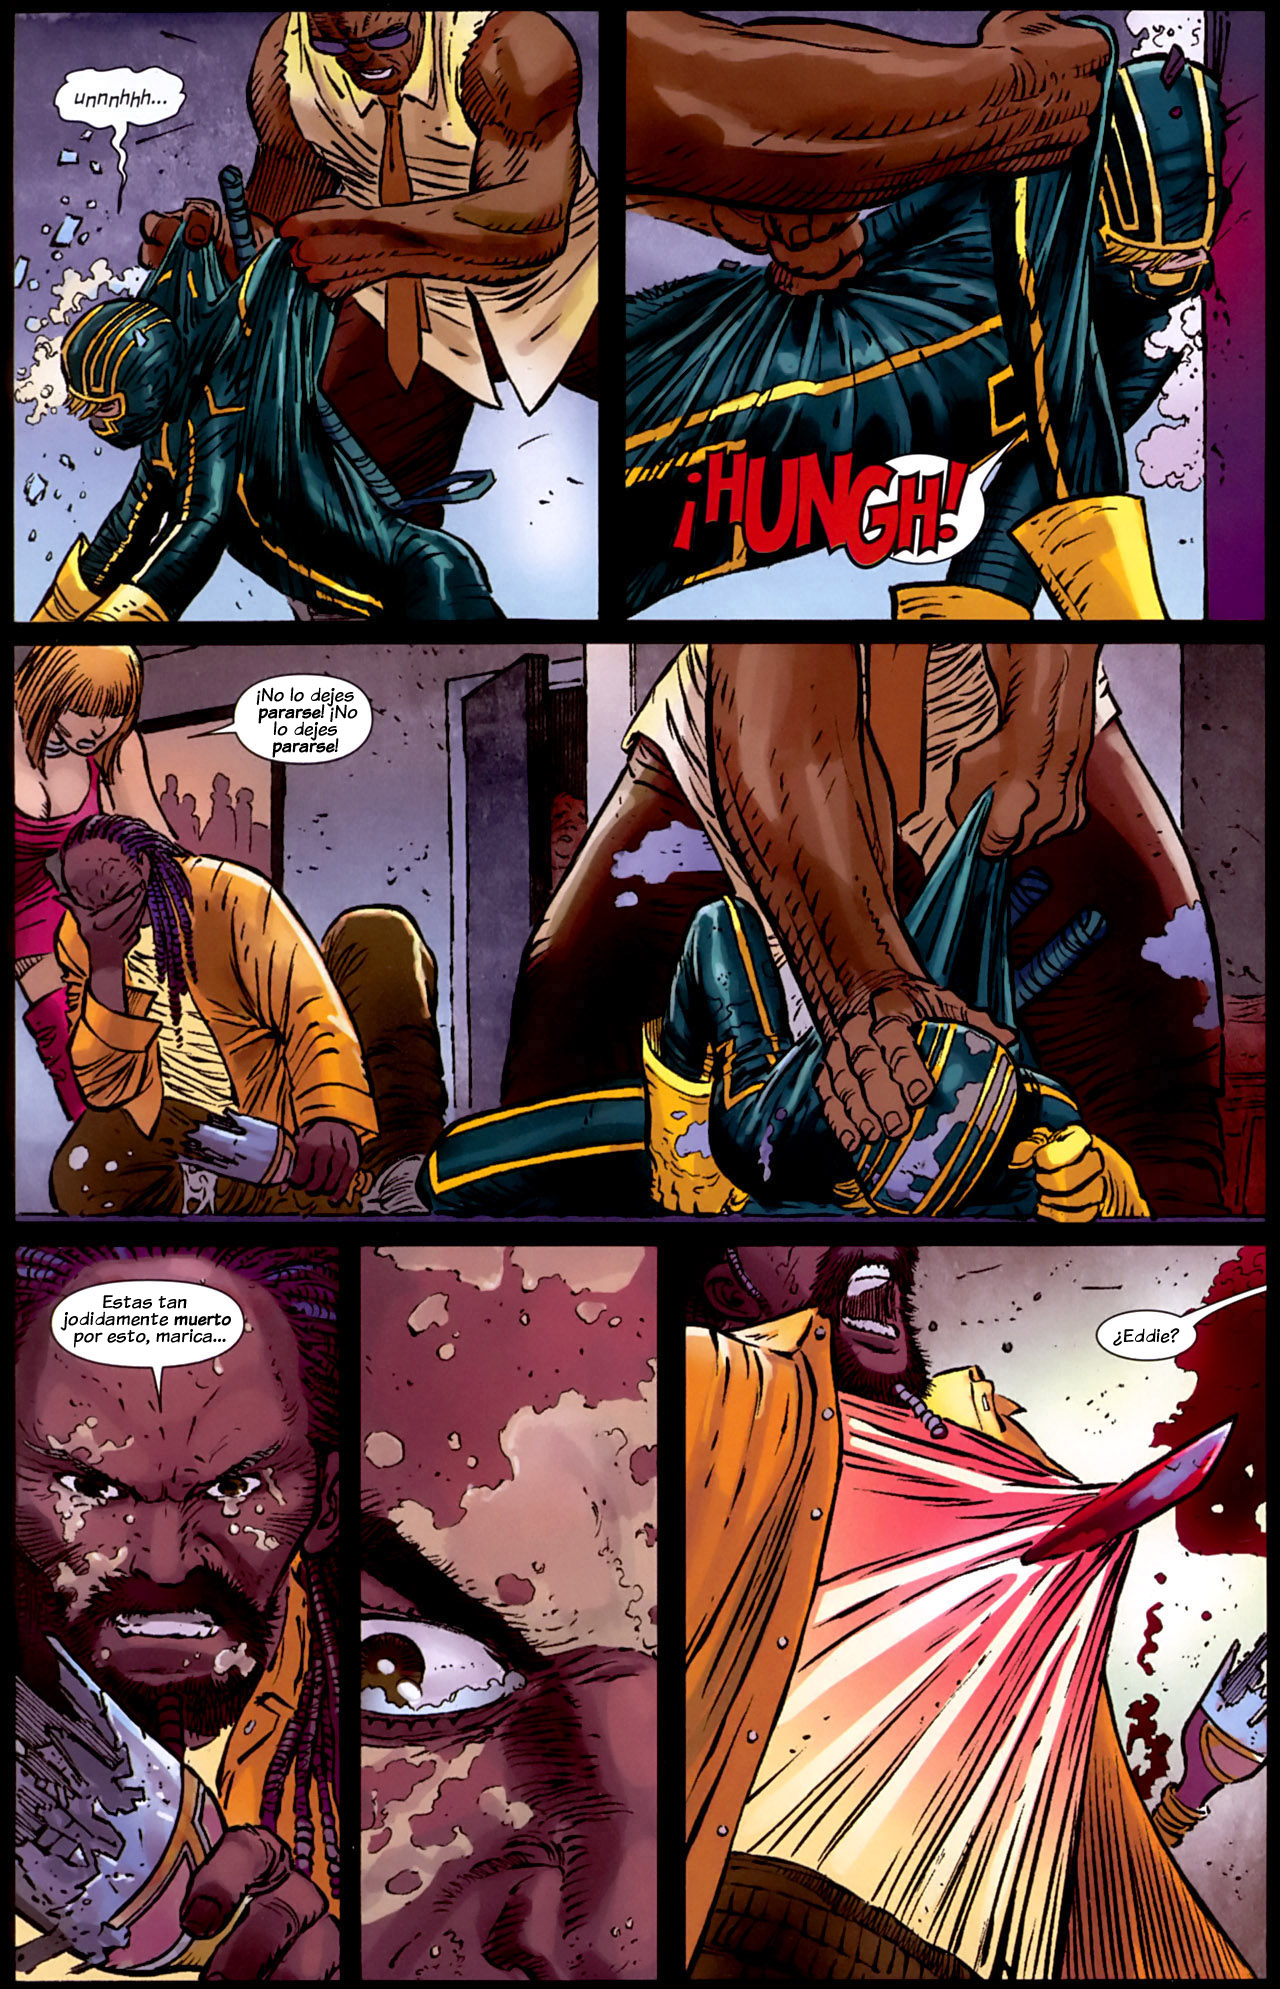 unnnhhh...
¡HUNGH!
¡No lo dejes
pararse! ¡No
lo dejes
pararse!
Estas tan
jodidamente muerto
por esto, marica...
¿Eddie?